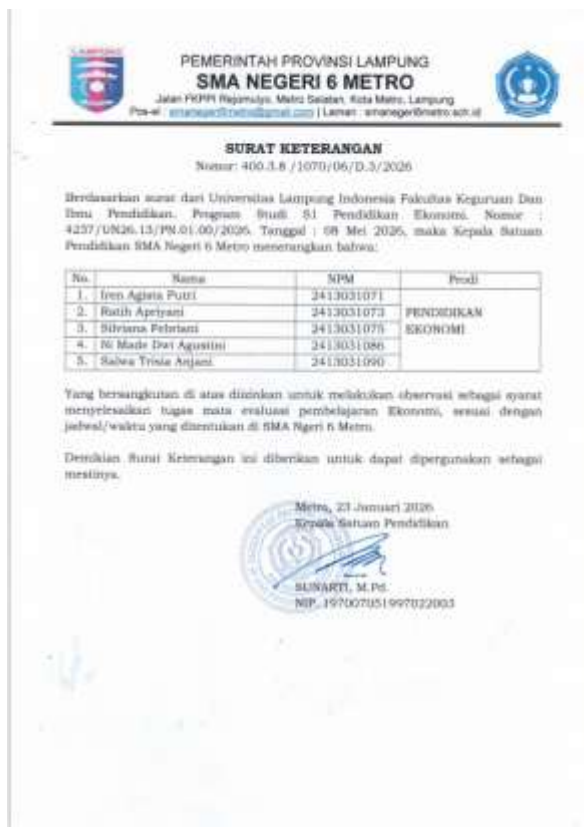 LAMPUNG
PEMERINTAH PROVINSI LAMPUNG
SMA NEGERI 6 METRO
Jalan FKPPI Rejomulyo, Metro Selatan, Kota Metro, Lampung
Pos-el : | Laman : smanegeri6metro.sch.id
SURAT KETERANGAN
Nomor: 400.3.8 /1070/06/D.3/2026
Berdasarkan surat dari Universitas Lampung Indonesia Fakultas Keguruan Dan
Ilmu Pendidikan. Program Studi S1 Pendidikan Ekonomi. Nomor :
4237/UN26.13/PN.01.00/2026. Tanggal : 08 Mei 2026, maka Kepala Satuan
Pendidikan SMA Negeri 6 Metro menerangkan bahwa:
No. Nama NPM Prodi
1. Iren Agista Putri 2413031071
2. Ratih Apriyani 2413031073 PENDIDIKAN
3. Silviana Febriani 2413031075 EKONOMI
4. Ni Made Dwi Agustini 2413031086
5. Salwa Trisia Anjani 2413031090
Yang bersangkutan di atas diizinkan untuk melakukan observasi sebagai syarat
menyelesaikan tugas mata evaluasi pembelajaran Ekonomi, sesuai dengan
jadwal/waktu yang ditentukan di SMA Ngeri 6 Metro.
Demikian Surat Keterangan ini diberikan untuk dapat dipergunakan sebagai
mestinya.
Metro, 23 Januari 2026
Kepala Satuan Pendidikan
SUNARTI, M.Pd.
NIP. 197007051997022003